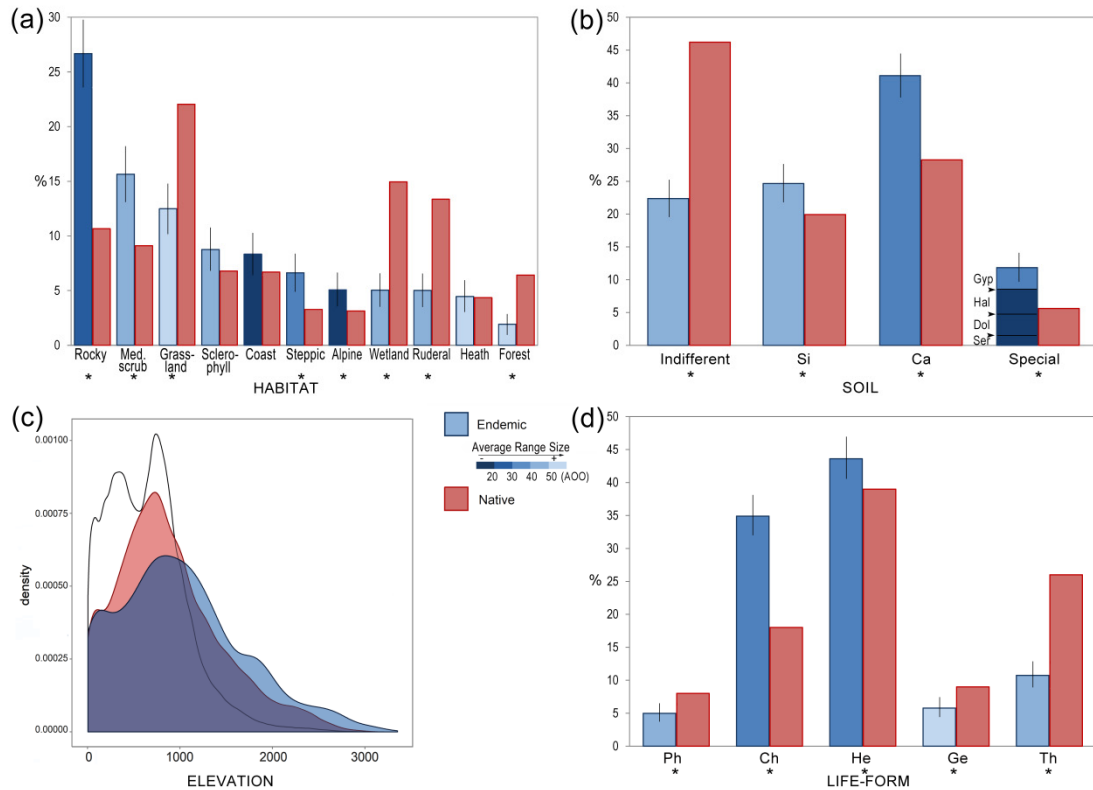 (a)
30
25
20
%
15
10
5
0
Rocky Med. scrub Grass-land Sclero-phyll Coast Steppic Alpine Wetland Ruderal Heath Forest
* * * * * * * *
HABITAT
(b)
50
45
40
35
30
%
25
20
15
10
5
0
Gyp
Hal
Dol
Ser
Indifferent Si Ca Special
* * * *
SOIL
(c)
0.00100
0.00075
density
0.00050
0.00025
0.00000
0 1000 2000 3000
ELEVATION
Endemic
Average Range Size
- +
20 30 40 50 (AOO)
Native
(d)
50
45
40
35
30
%
25
20
15
10
5
0
Ph Ch He Ge Th
* * * * *
LIFE-FORM